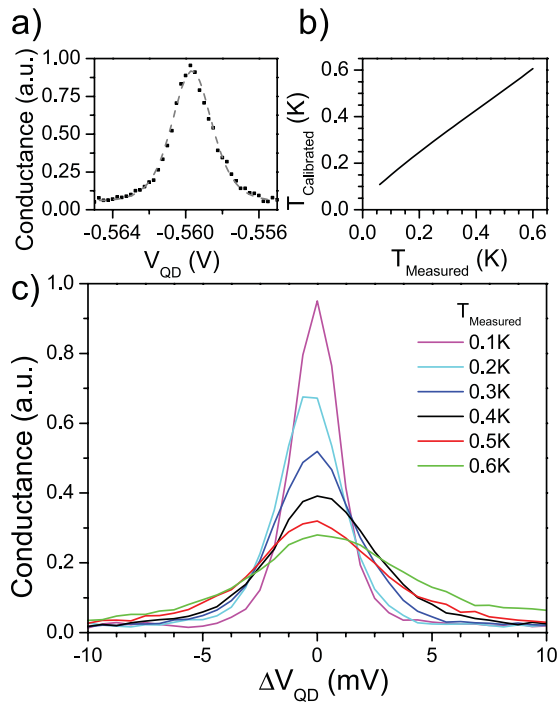 a)
Conductance (a.u.)
1.00
0.75
0.50
0.25
0.00
-0.564 -0.560 -0.556
V_QD (V)
b)
T_Calibrated (K)
0.6
0.4
0.2
0.0
0.0 0.2 0.4 0.6
T_Measured (K)
c)
Conductance (a.u.)
1.0
0.8
0.6
0.4
0.2
0.0
T_Measured
0.1K
0.2K
0.3K
0.4K
0.5K
0.6K
-10 -5 0 5 10
ΔV_QD (mV)